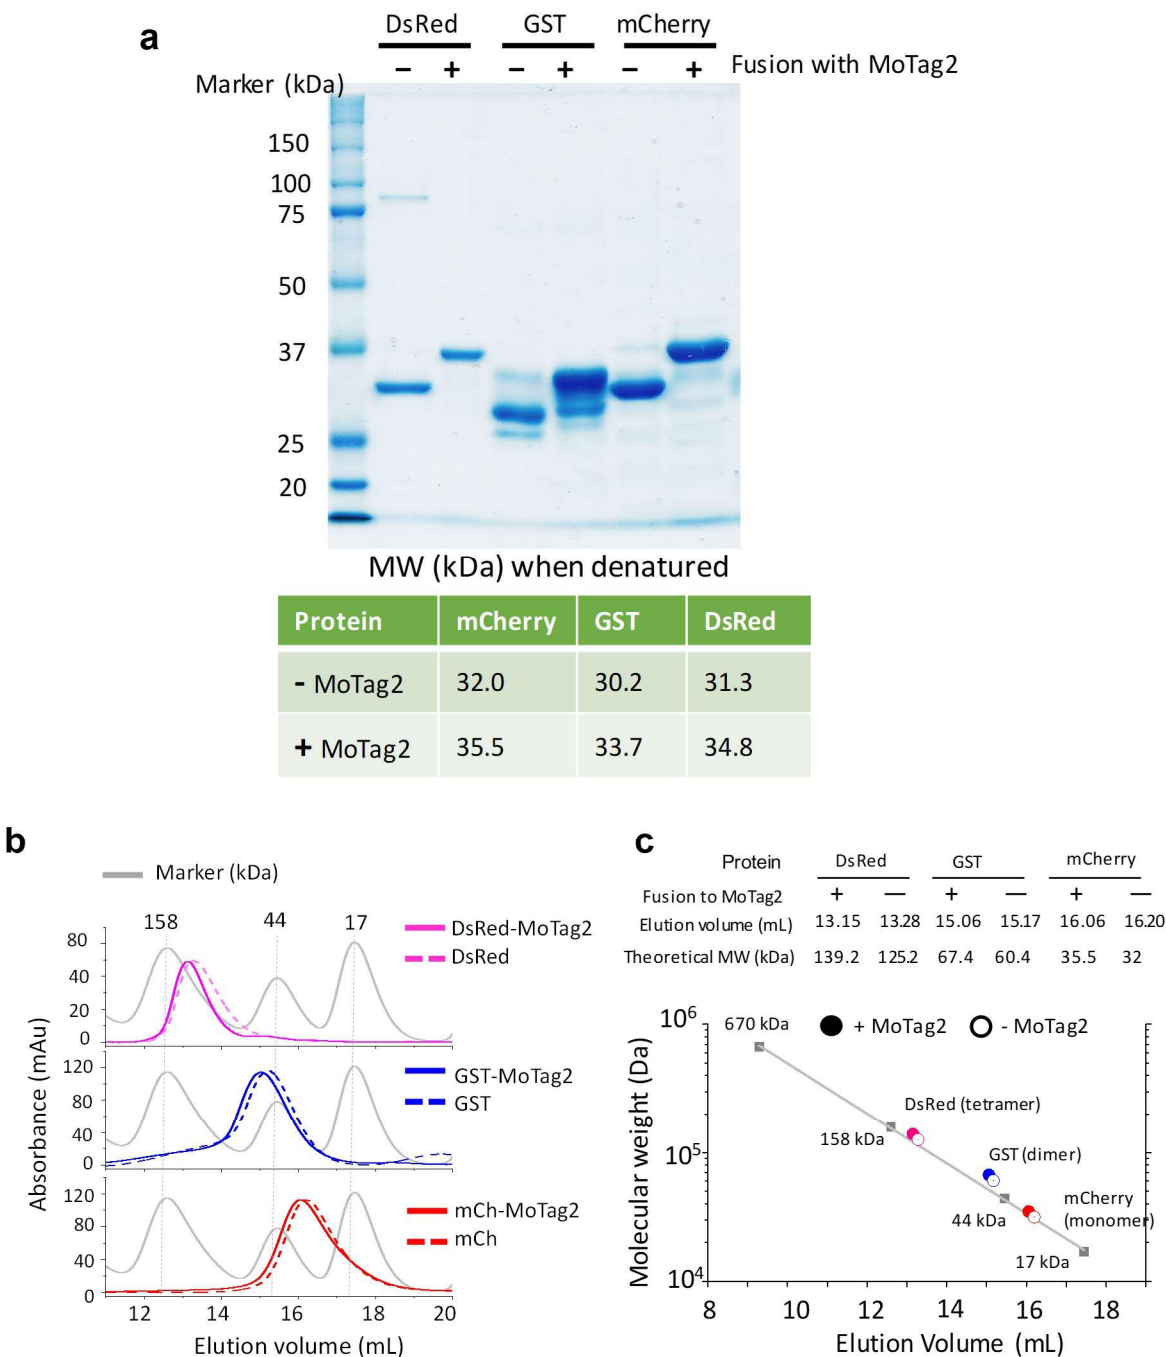 a
DsRed GST mCherry
− + − + − + Fusion with MoTag2
Marker (kDa)
150
100
75
50
37
25
20
MW (kDa) when denatured
Protein mCherry GST DsRed
- MoTag2 32.0 30.2 31.3
+ MoTag2 35.5 33.7 34.8
b
Marker (kDa)
158 44 17
80
40
20
0
DsRed-MoTag2
DsRed
120
80
40
0
GST-MoTag2
GST
120
80
40
0
mCh-MoTag2
mCh
Absorbance (mAu)
12 14 16 18 20
Elution volume (mL)
c
Protein DsRed GST mCherry
Fusion to MoTag2 + — + — + —
Elution volume (mL) 13.15 13.28 15.06 15.17 16.06 16.20
Theoretical MW (kDa) 139.2 125.2 67.4 60.4 35.5 32
10⁶
670 kDa
+ MoTag2 - MoTag2
DsRed (tetramer)
158 kDa
10⁵
GST (dimer)
mCherry
(monomer)
44 kDa
17 kDa
10⁴
Molecular weight (Da)
8 10 12 14 16 18
Elution Volume (mL)